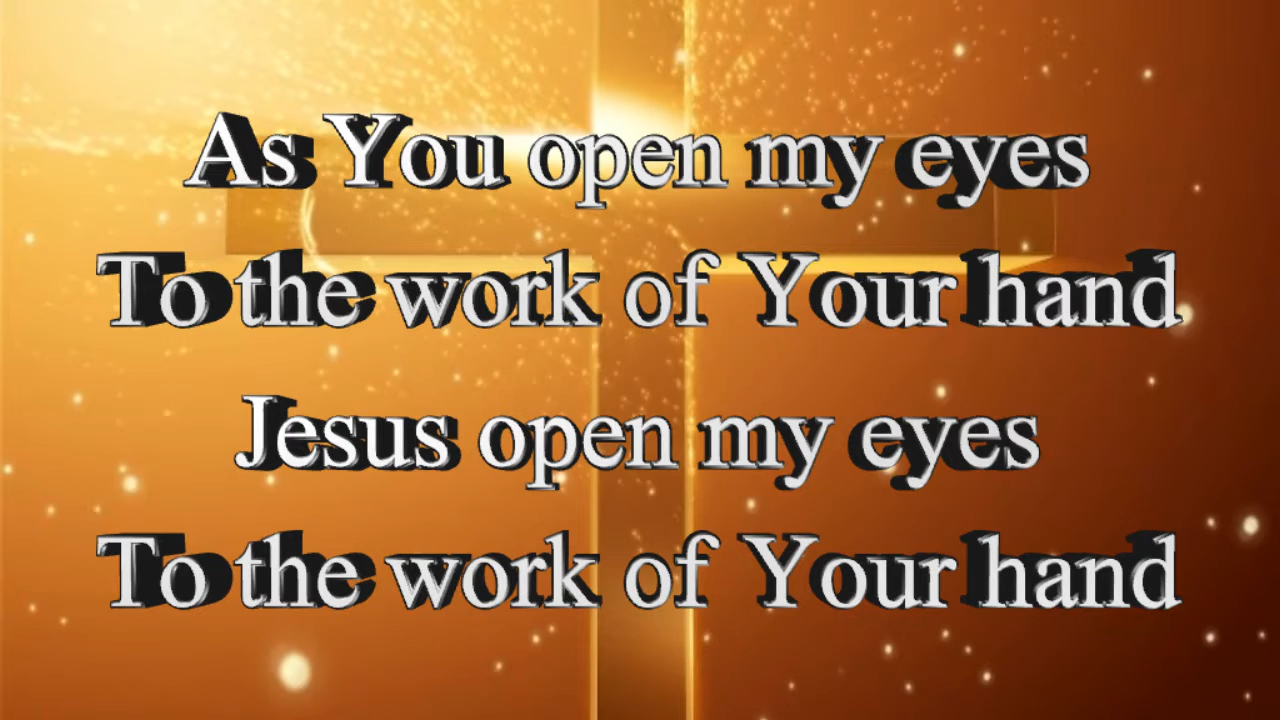 As You open my eyes
To the work of Your hand
Jesus open my eyes
To the work of Your hand